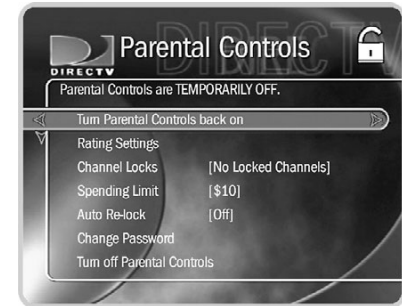 DIRECTV
Parental Controls
DIRECTV
Parental Controls are TEMPORARILY OFF.
Turn Parental Controls back on
Rating Settings
Channel Locks [No Locked Channels]
Spending Limit [$10]
Auto Re-lock [Off]
Change Password
Turn off Parental Controls